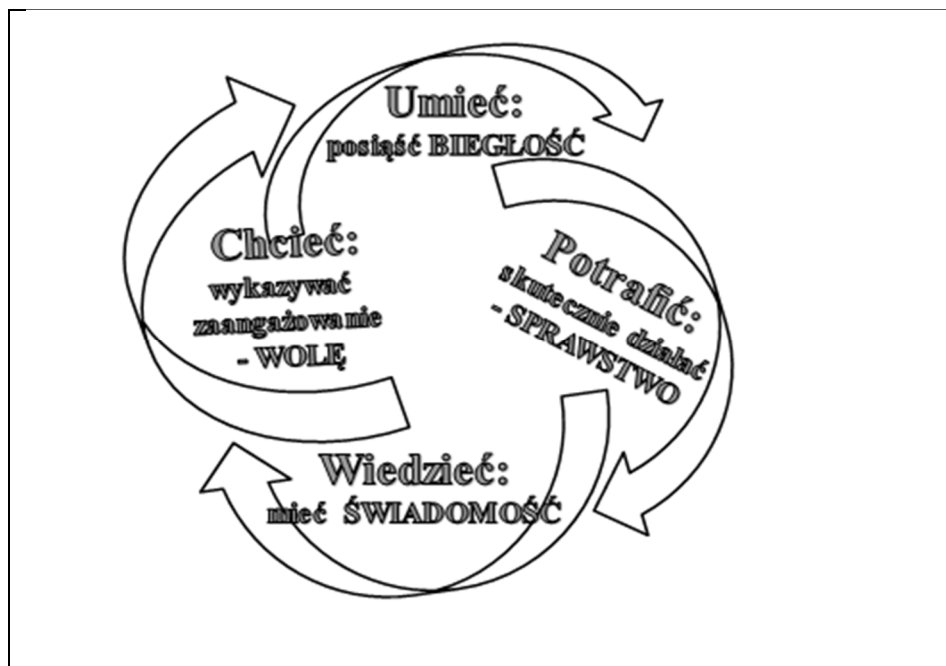 Umieć:
posiąść BIEGŁOŚĆ
Chcieć:
wykazywać
zaangażowanie
- WOLĘ
Potrafić:
skutecznie działać
- SPRAWSTWO
Wiedzieć:
mieć ŚWIADOMOŚĆ